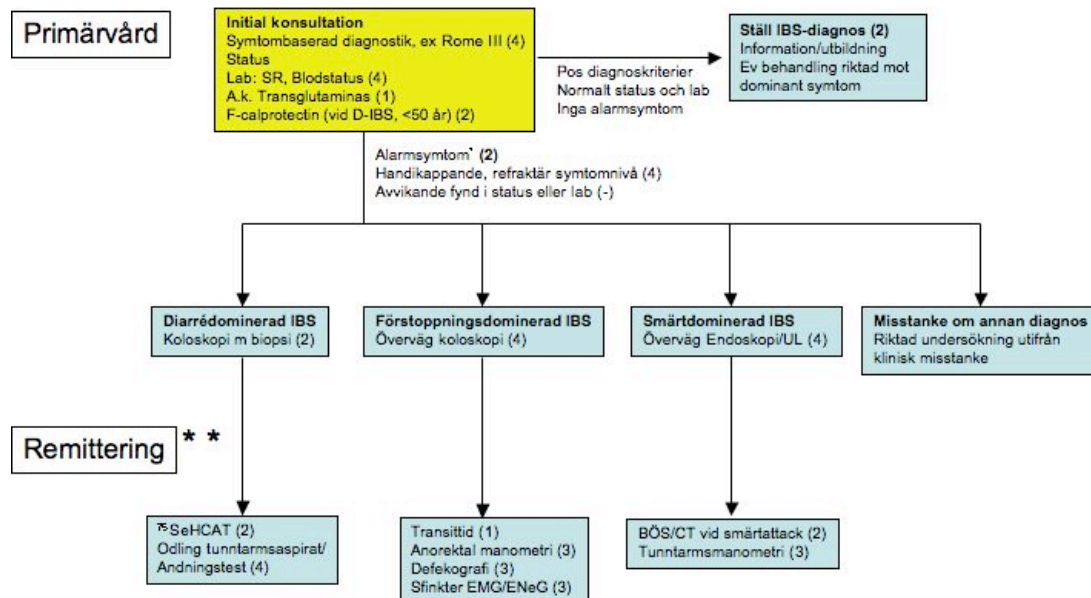 Primärvård
Initial konsultation
Symtombaserad diagnostik, ex Rome III (4)
Status
Lab: SR, Blodstatus (4)
A.k. Transglutaminas (1)
F-calprotectin (vid D-IBS, <50 år) (2)
Pos diagnoskriterier
Normalt status och lab
Inga alarmsymtom
Ställ IBS-diagnos (2)
Information/utbildning
Ev behandling riktad mot
dominant symtom
Alarmsymtom* (2)
Handikappande, refraktär symtomnivå (4)
Avvikande fynd i status eller lab (-)
Diarrédominerad IBS
Koloskopi m biopsi (2)
Förstoppningsdominerad IBS
Överväg koloskopi (4)
Smärtdominerad IBS
Överväg Endoskopi/UL (4)
Misstanke om annan diagnos
Riktad undersökning utifrån
klinisk misstanke
Remittering * *
⁷⁵SeHCAT (2)
Odling tunntarmsaspirat/
Andningstest (4)
Transittid (1)
Anorektal manometri (3)
Defekografi (3)
Sfinkter EMG/ENeG (3)
BÖS/CT vid smärtattack (2)
Tunntarmsmanometri (3)